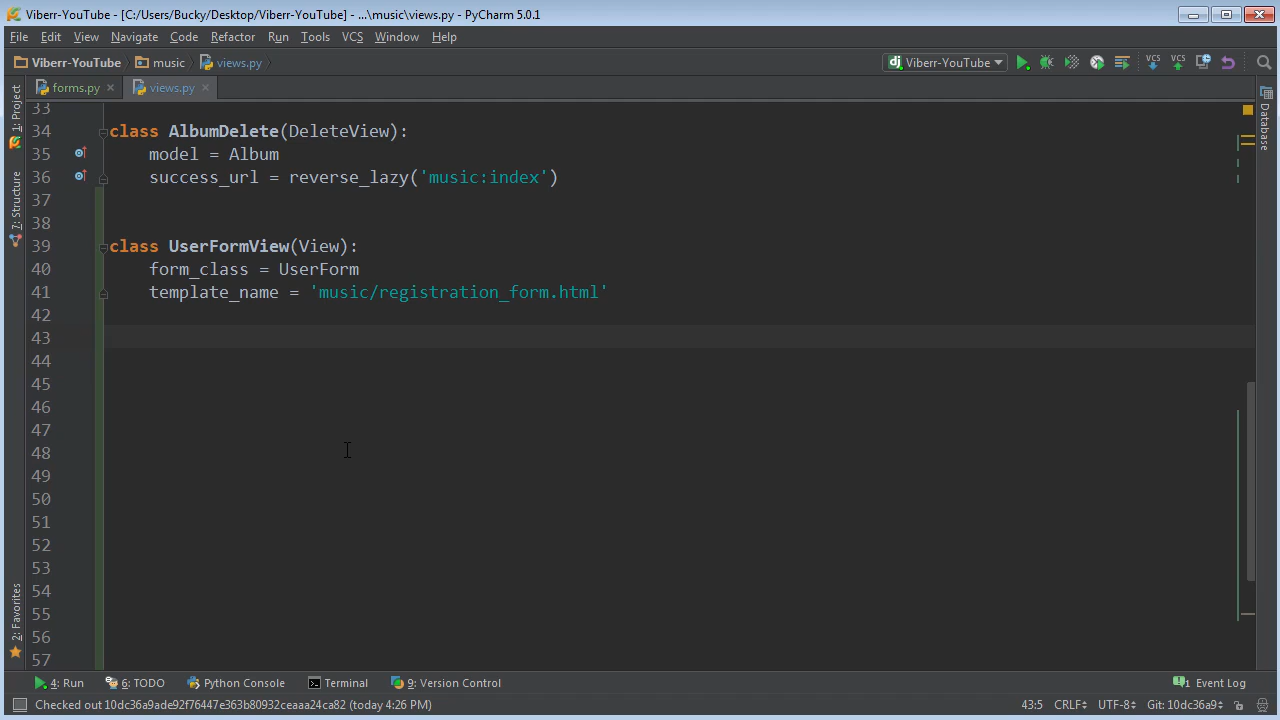 Viberr-YouTube - [C:/Users/Bucky/Desktop/Viberr-YouTube] - ...\music\views.py - PyCharm 5.0.1
File Edit View Navigate Code Refactor Run Tools VCS Window Help
Viberr-YouTube music views.py dj Viberr-YouTube VCS VCS
forms.py views.py
1: Project
7: Structure
2: Favorites
Database
33
34 class AlbumDelete(DeleteView):
35 model = Album
36 success_url = reverse_lazy('music:index')
37
38
39 class UserFormView(View):
40 form_class = UserForm
41 template_name = 'music/registration_form.html'
42
43
44
45
46
47
48
49
50
51
52
53
54
55
56
57
4: Run 6: TODO Python Console Terminal 9: Version Control 1 Event Log
Checked out 10dc36a9ade92f76447e363b80932ceaaa24ca82 (today 4:26 PM) 43:5 CRLF UTF-8 Git: 10dc36a9